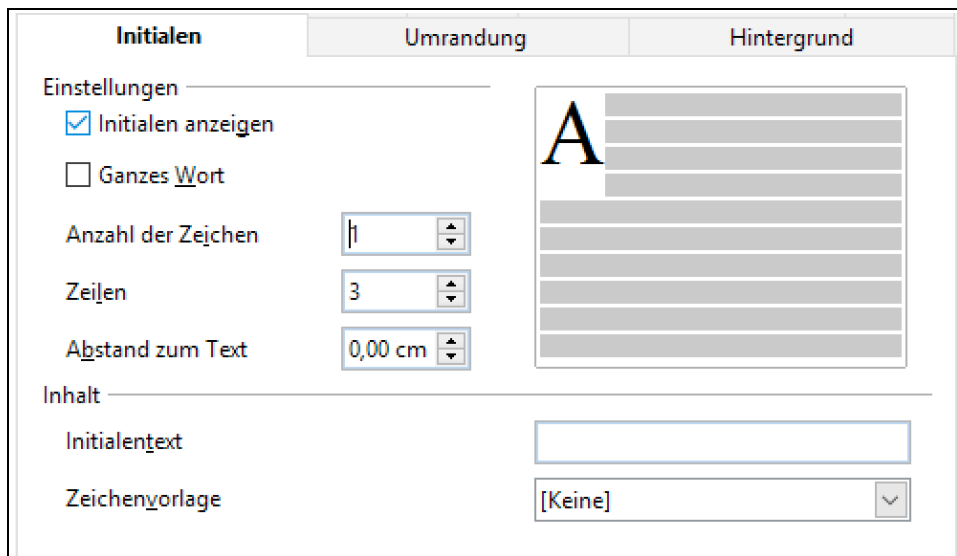 Initialen Umrandung Hintergrund
Einstellungen
Initialen anzeigen
Ganzes Wort
Anzahl der Zeichen 1
Zeilen 3
Abstand zum Text 0,00 cm
A
Inhalt
Initialentext
Zeichenvorlage [Keine]